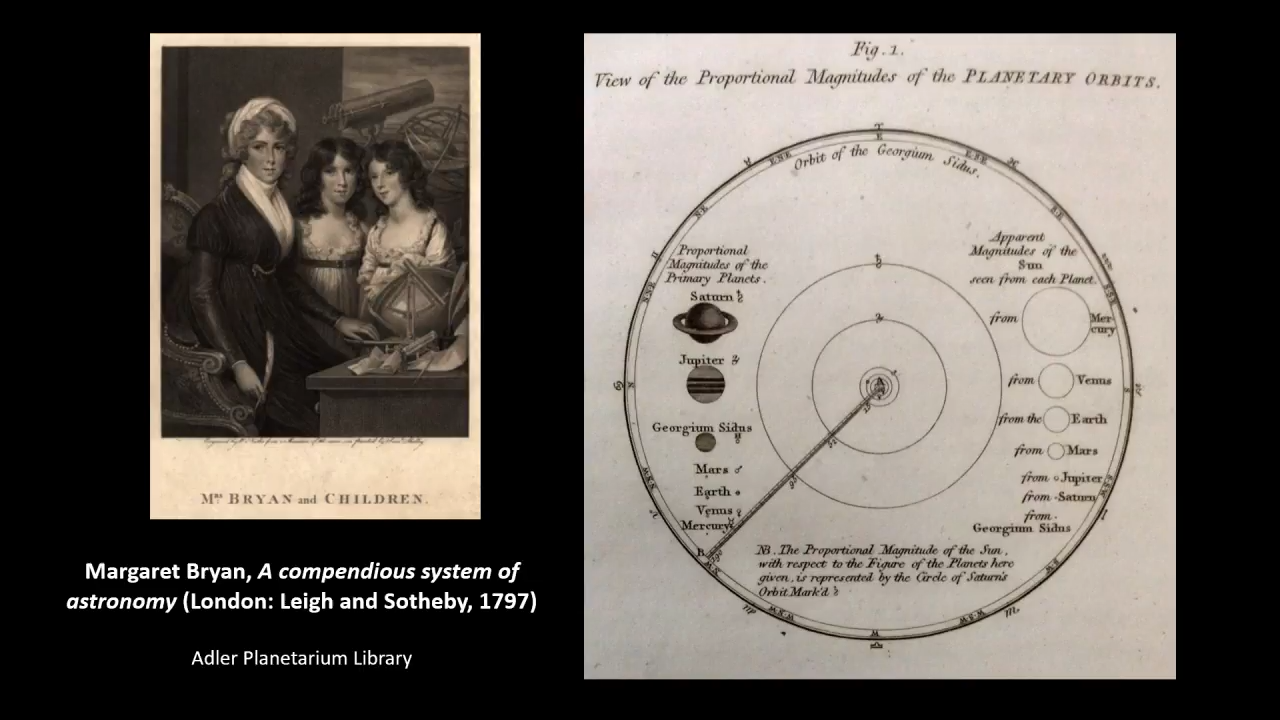 Mrs BRYAN and CHILDREN.
Margaret Bryan, A compendious system of
astronomy (London: Leigh and Sotheby, 1797)
Adler Planetarium Library
Fig. 1.
View of the Proportional Magnitudes of the PLANETARY ORBITS.
Orbit of the Georgium Sidus.
Proportional
Magnitudes of the
Primary Planets.
Saturn ♄
Jupiter ♃
Georgium Sidus
Mars ♂
Earth
Venus ♀
Mercury
Apparent
Magnitudes of the
Sun
seen from each Planet.
from Mer
cury
from Venus
from the Earth
from Mars
from Jupiter
from Saturn
from
Georgium Sidus
♄
♃
A
B
NB. The Proportional Magnitude of the Sun,
with respect to the Figure of the Planets here
given, is represented by the Circle of Saturn's
Orbit Mark'd ♄